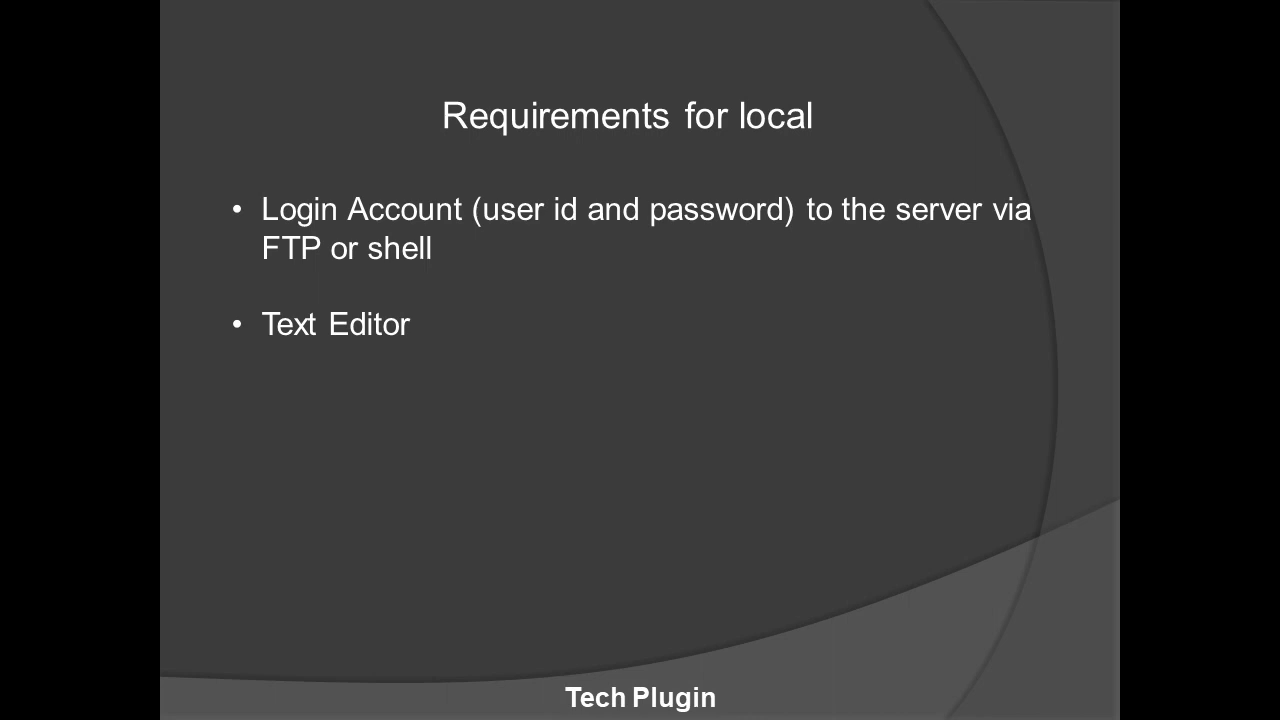 Requirements for local
• Login Account (user id and password) to the server via
FTP or shell
• Text Editor
Tech Plugin